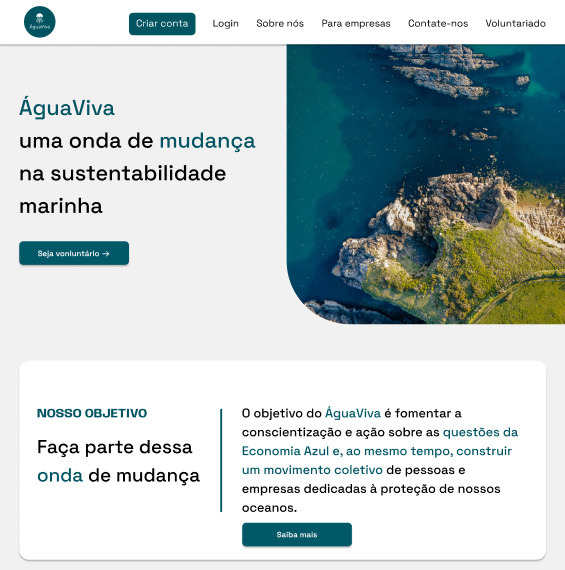 ÁguaViva
Criar conta
Login
Sobre nós
Para empresas
Contate-nos
Voluntariado
ÁguaViva
uma onda de mudança
na sustentabilidade
marinha
Seja vonluntário →
NOSSO OBJETIVO
Faça parte dessa
onda de mudança
O objetivo do ÁguaViva é fomentar a
conscientização e ação sobre as questões da
Economia Azul e, ao mesmo tempo, construir
um movimento coletivo de pessoas e
empresas dedicadas à proteção de nossos
oceanos.
Saiba mais